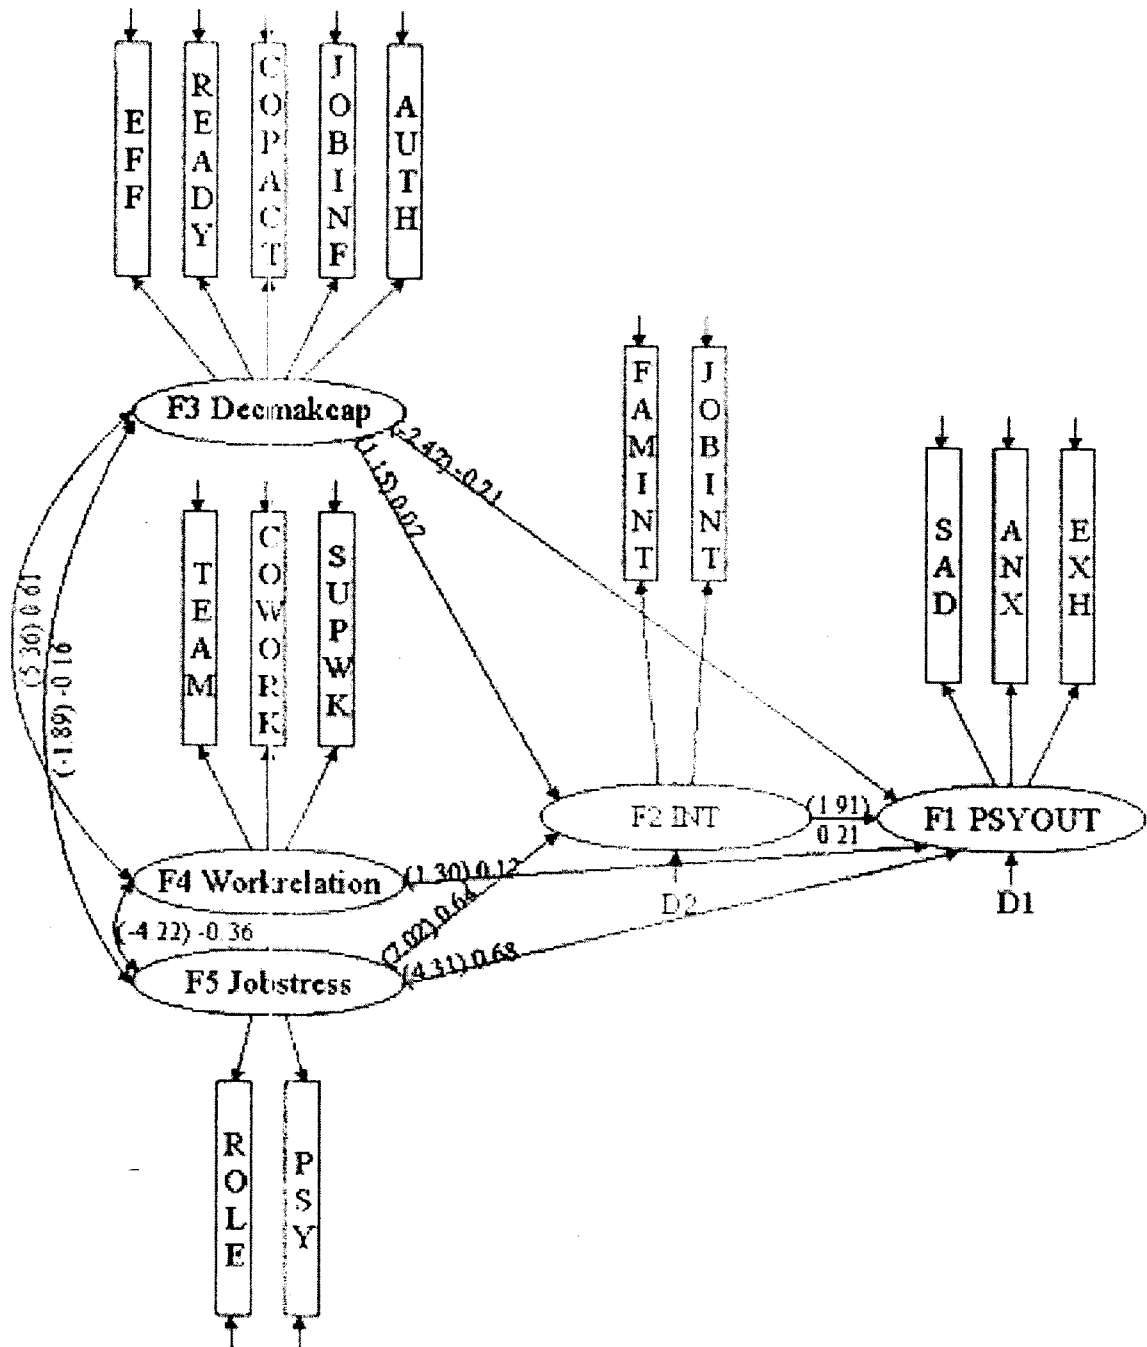 EFF
READY
COPACT
JOBINF
AUTH
F3 Decmakcap
(-2.42) -0.21
(1.15) 0.07
FAMINT
JOBINT
SAD
ANX
EXH
TEAM
COWORK
SUPWK
(5.36) 0.61
(-1.89) -0.16
F2 INT
(1.91)
0.21
F1 PSYOUT
F4 Workrelation
(1.30) 0.12
D2
D1
(-4.22) -0.36
0.64
F5 Jobstress
(4.31) 0.68
ROLE
PSY